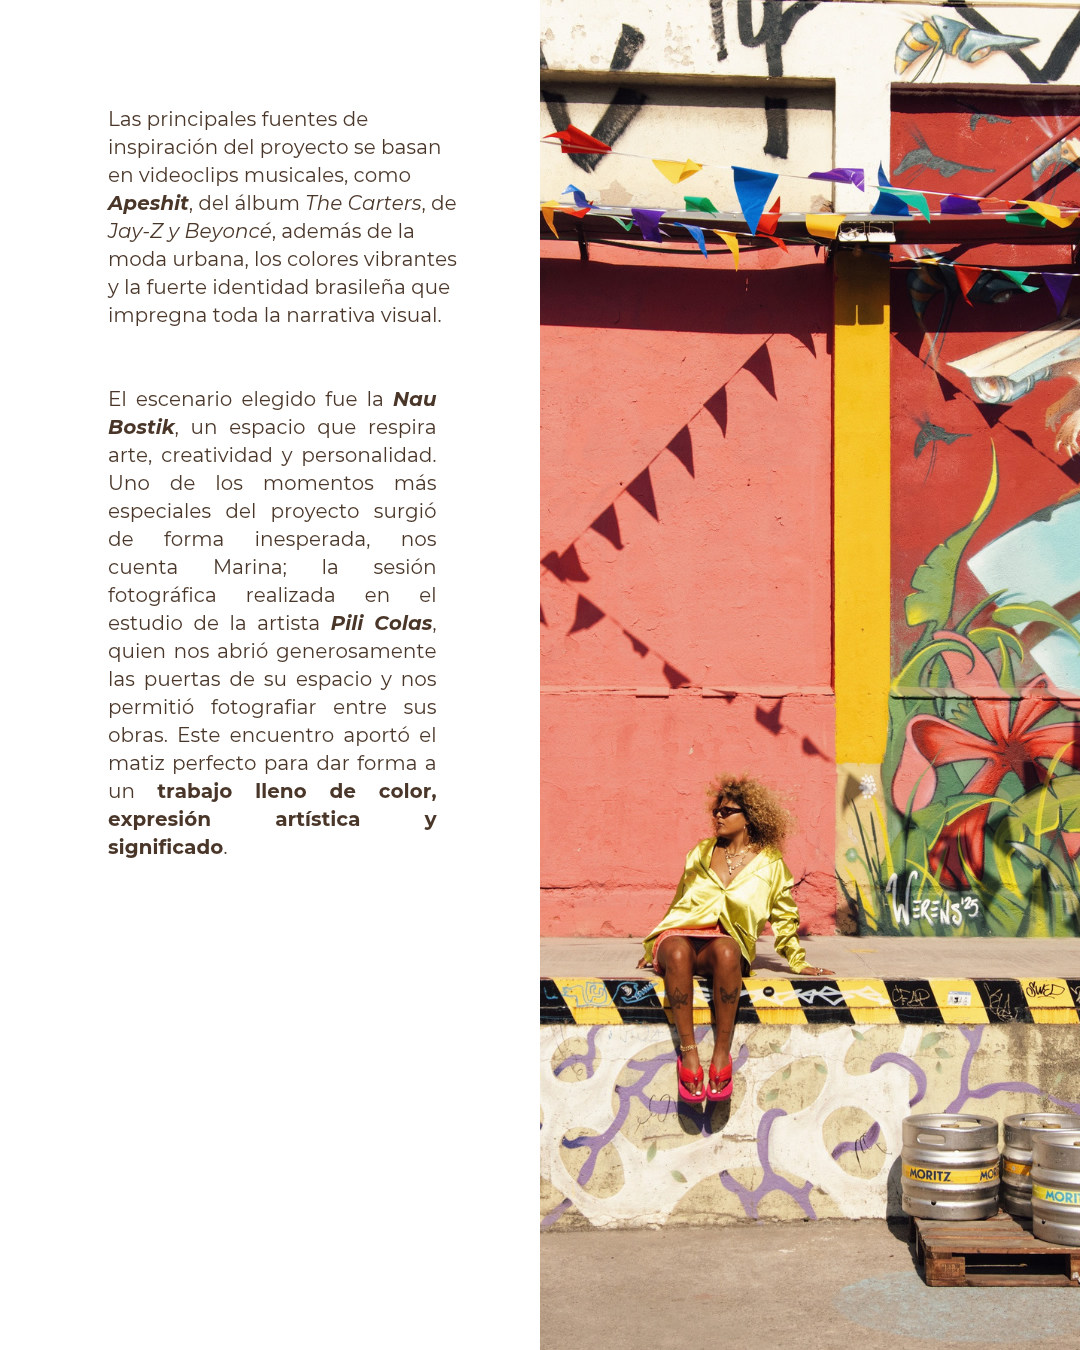 Las principales fuentes de
inspiración del proyecto se basan
en videoclips musicales, como
Apeshit, del álbum The Carters, de
Jay-Z y Beyoncé, además de la
moda urbana, los colores vibrantes
y la fuerte identidad brasileña que
impregna toda la narrativa visual.
El escenario elegido fue la Nau
Bostik, un espacio que respira
arte, creatividad y personalidad.
Uno de los momentos más
especiales del proyecto surgió
de forma inesperada, nos
cuenta Marina; la sesión
fotográfica realizada en el
estudio de la artista Pili Colas,
quien nos abrió generosamente
las puertas de su espacio y nos
permitió fotografiar entre sus
obras. Este encuentro aportó el
matiz perfecto para dar forma a
un trabajo lleno de color,
expresión artística y
significado.
WERENS'25
MORITZ